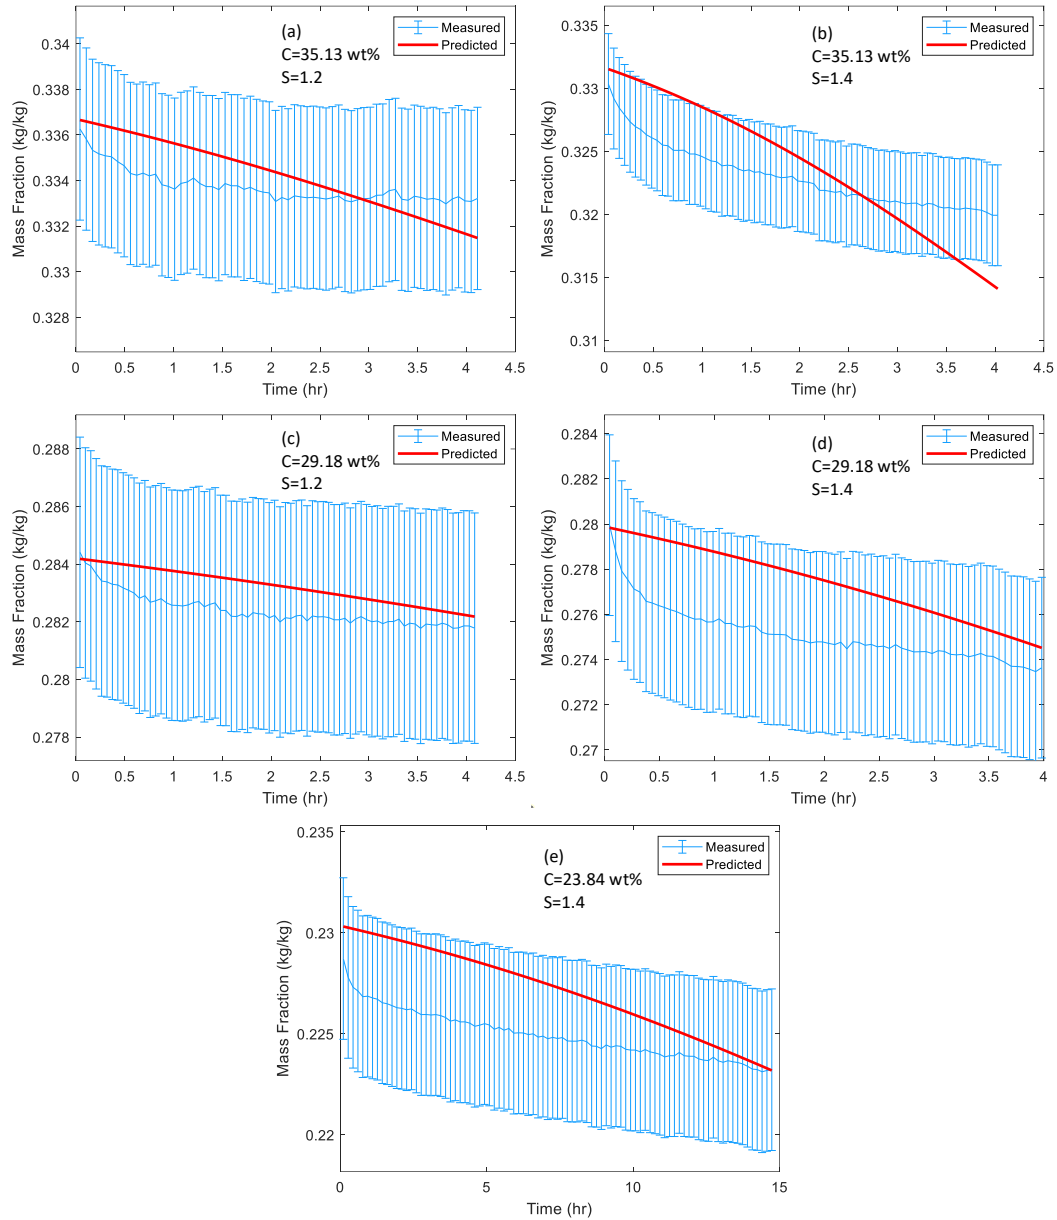 (a)
C=35.13 wt%
S=1.2
Measured
Predicted
0.34
0.338
0.336
0.334
0.332
0.33
0.328
Mass Fraction (kg/kg)
0 0.5 1 1.5 2 2.5 3 3.5 4 4.5
Time (hr)
(b)
C=35.13 wt%
S=1.4
Measured
Predicted
0.335
0.33
0.325
0.32
0.315
0.31
Mass Fraction (kg/kg)
0 0.5 1 1.5 2 2.5 3 3.5 4 4.5
Time (hr)
(c)
C=29.18 wt%
S=1.2
Measured
Predicted
0.288
0.286
0.284
0.282
0.28
0.278
Mass Fraction (kg/kg)
0 0.5 1 1.5 2 2.5 3 3.5 4 4.5
Time (hr)
(d)
C=29.18 wt%
S=1.4
Measured
Predicted
0.284
0.282
0.28
0.278
0.276
0.274
0.272
0.27
Mass Fraction (kg/kg)
0 0.5 1 1.5 2 2.5 3 3.5 4
Time (hr)
(e)
C=23.84 wt%
S=1.4
Measured
Predicted
0.235
0.23
0.225
0.22
Mass Fraction (kg/kg)
0 5 10 15
Time (hr)